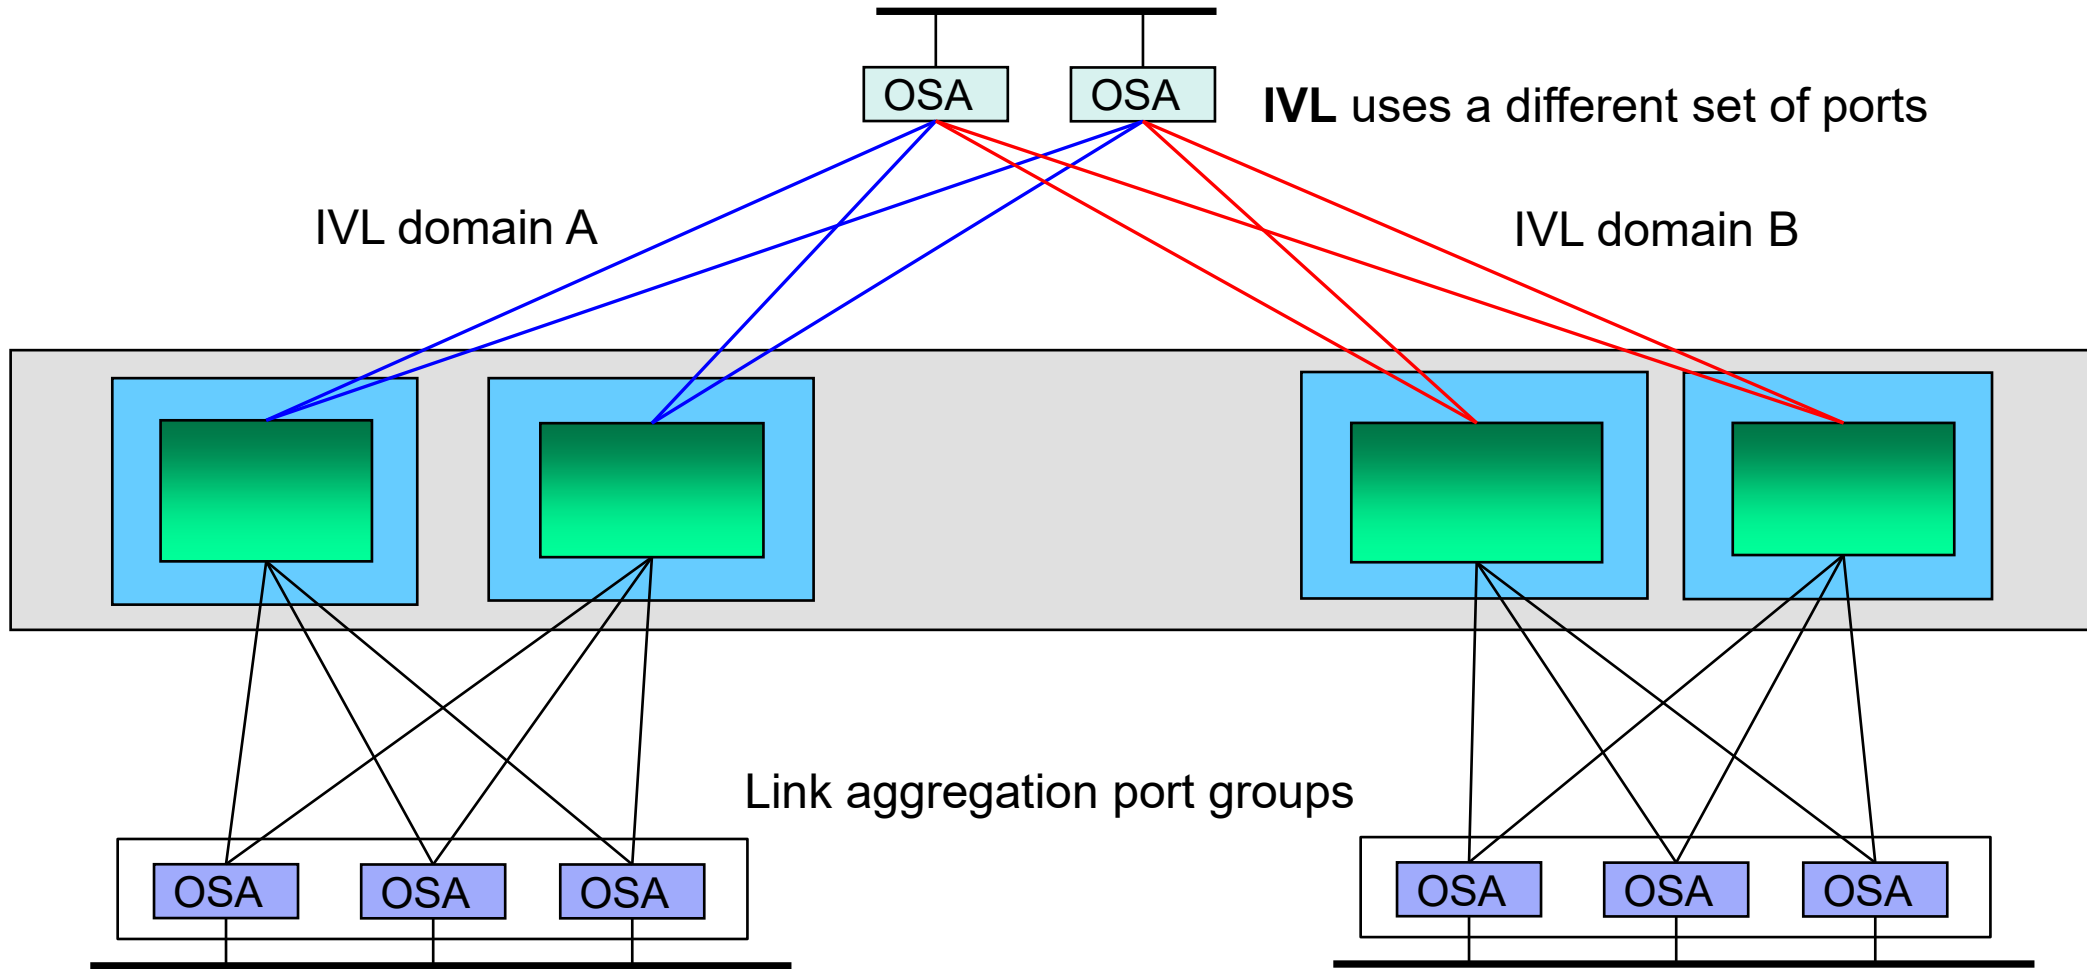 OSA
OSA
IVL uses a different set of ports
IVL domain A
IVL domain B
Link aggregation port groups
OSA
OSA
OSA
OSA
OSA
OSA